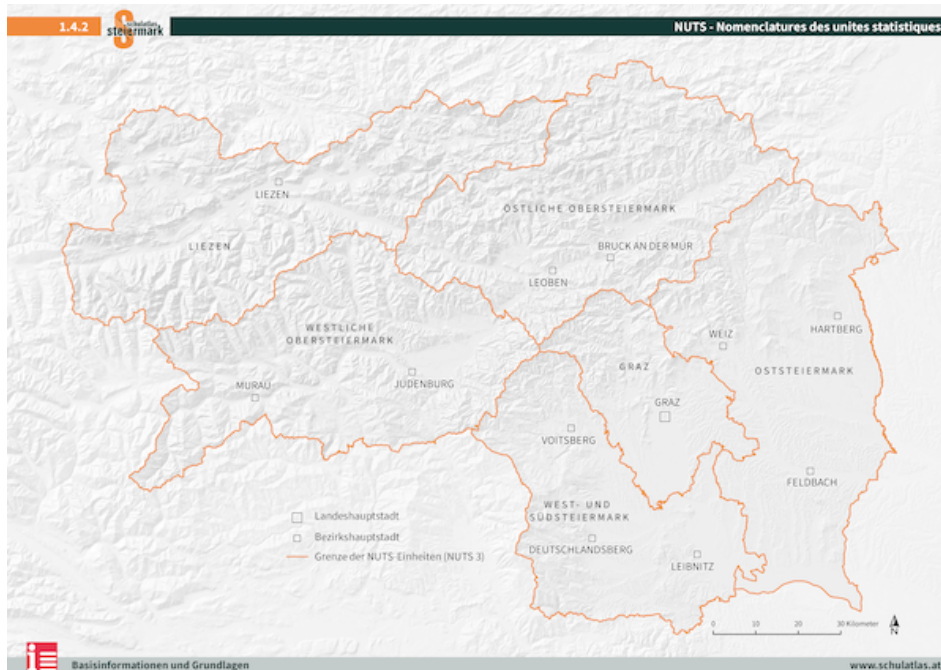 1.4.2
schulatlas
steiermark
NUTS - Nomenclatures des unites statistiques
LIEZEN
LIEZEN
ÖSTLICHE OBERSTEIERMARK
BRUCK AN DER MUR
LEOBEN
WESTLICHE
OBERSTEIERMARK
MURAU
JUDENBURG
HARTBERG
WEIZ
GRAZ
OSTSTEIERMARK
GRAZ
VOITSBERG
FELDBACH
WEST- UND
SÜDSTEIERMARK
DEUTSCHLANDSBERG
LEIBNITZ
Landeshauptstadt
Bezirkshauptstadt
Grenze der NUTS-Einheiten (NUTS 3)
0 10 20 30 Kilometer
N
Basisinformationen und Grundlagen
www.schulatlas.at